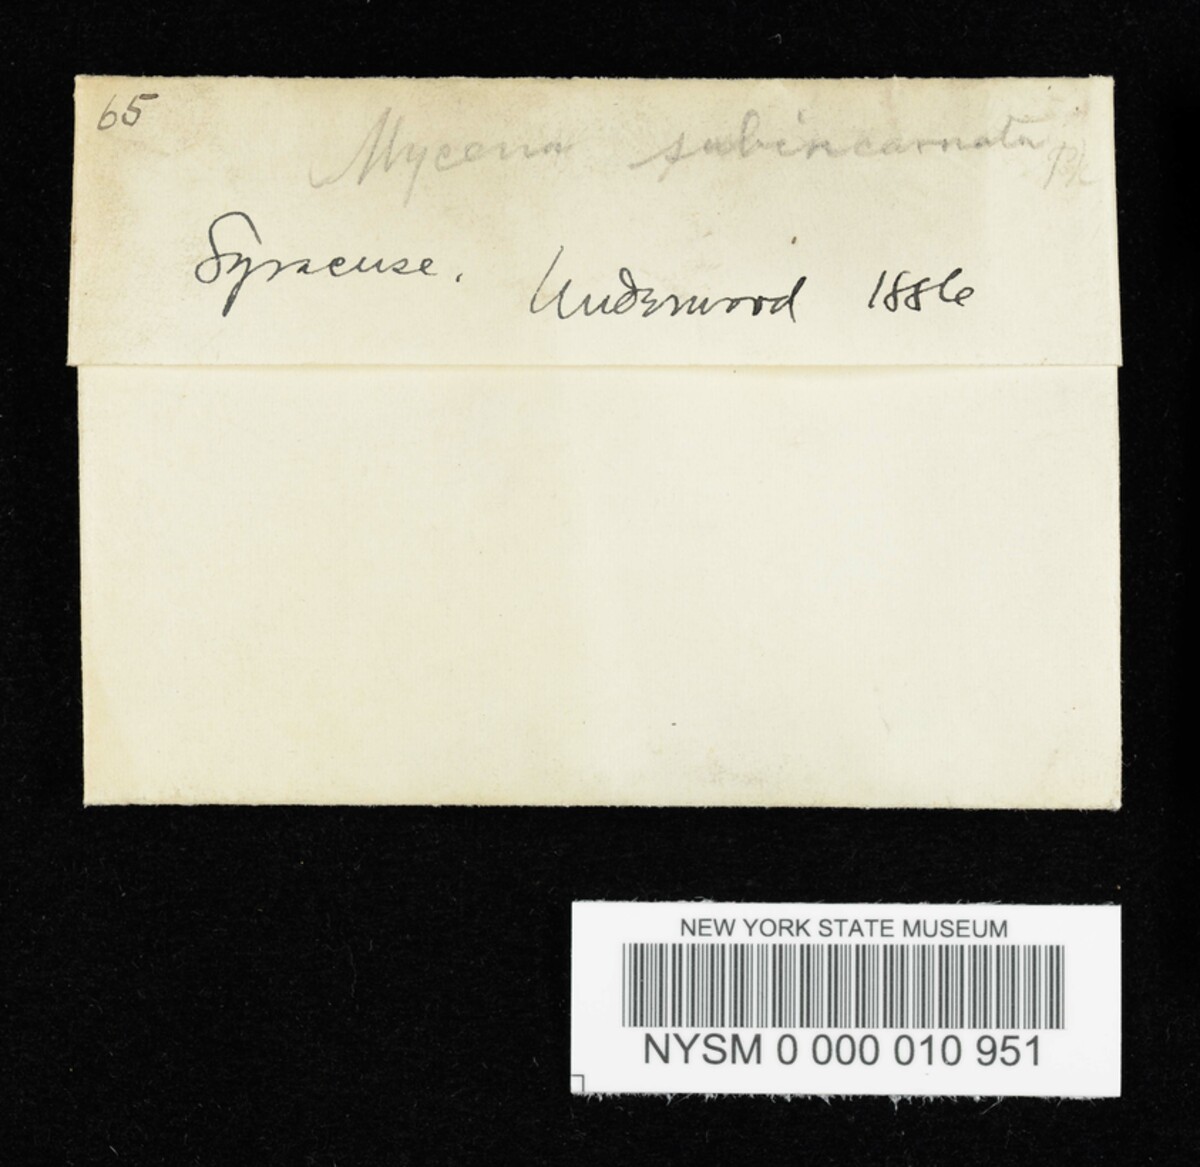 65
Mycena subincarnata Pk
Syracuse. Underwood 1886
NEW YORK STATE MUSEUM
NYSM 0 000 010 951